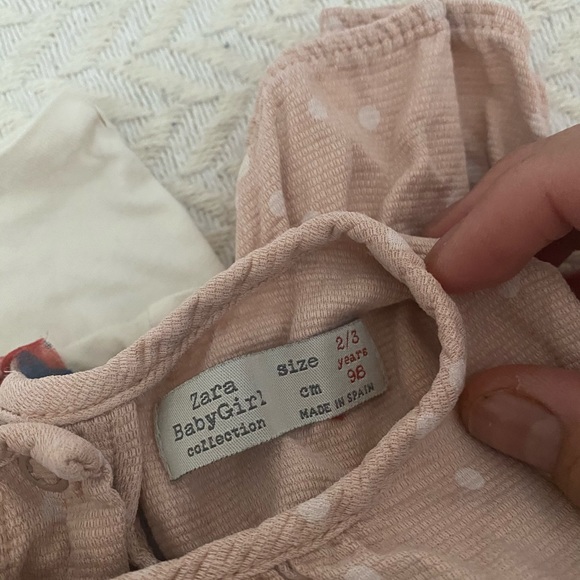 Zara
BabyGirl
collection
size 2/3
years
cm 98
MADE IN SPAIN